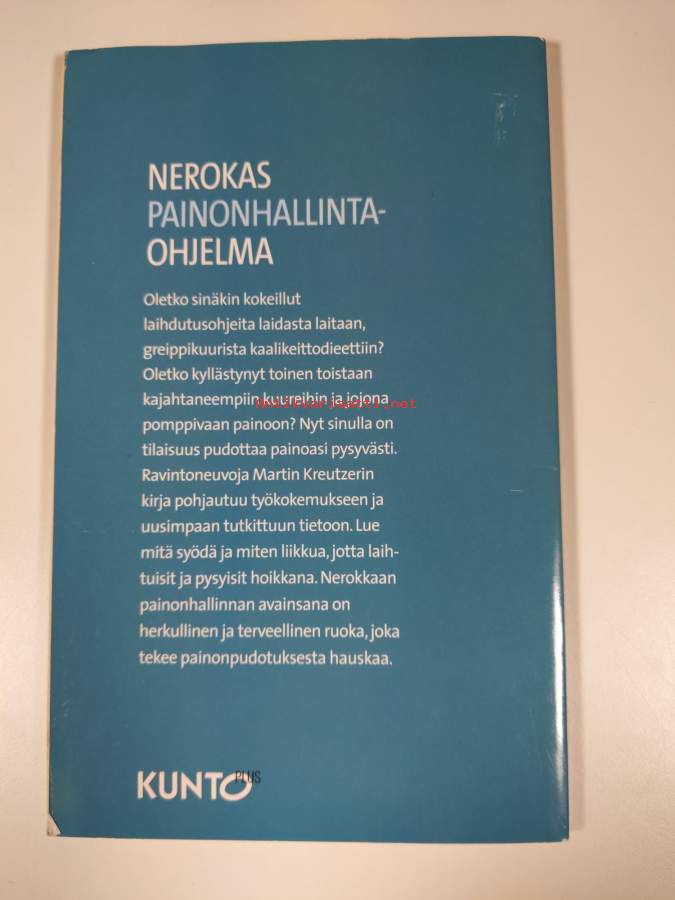 NEROKAS
PAINONHALLINTA-
OHJELMA
Oletko sinäkin kokeillut
laihdutusohjeita laidasta laitaan,
greippikuurista kaalikeittodieettiin?
Oletko kyllästynyt toinen toistaan
kajahtaneempiin kuureihin ja jojona
Antikvariaatti.net
pomppivaan painoon? Nyt sinulla on
tilaisuus pudottaa painoasi pysyvästi.
Ravintoneuvoja Martin Kreutzerin
kirja pohjautuu työkokemukseen ja
uusimpaan tutkittuun tietoon. Lue
mitä syödä ja miten liikkua, jotta laih-
tuisit ja pysyisit hoikkana. Nerokkaan
painonhallinnan avainsana on
herkullinen ja terveellinen ruoka, joka
tekee painonpudotuksesta hauskaa.
KUNTO PLUS